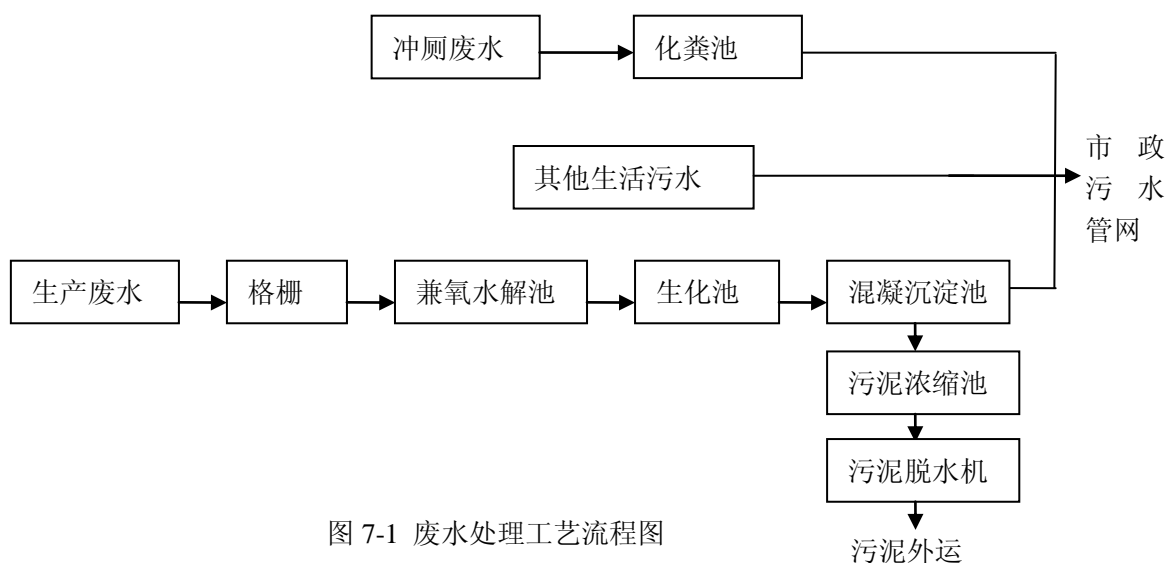 冲厕废水
化粪池
其他生活污水
市 政
污 水
管网
生产废水
格栅
兼氧水解池
生化池
混凝沉淀池
污泥浓缩池
污泥脱水机
污泥外运
图 7-1 废水处理工艺流程图